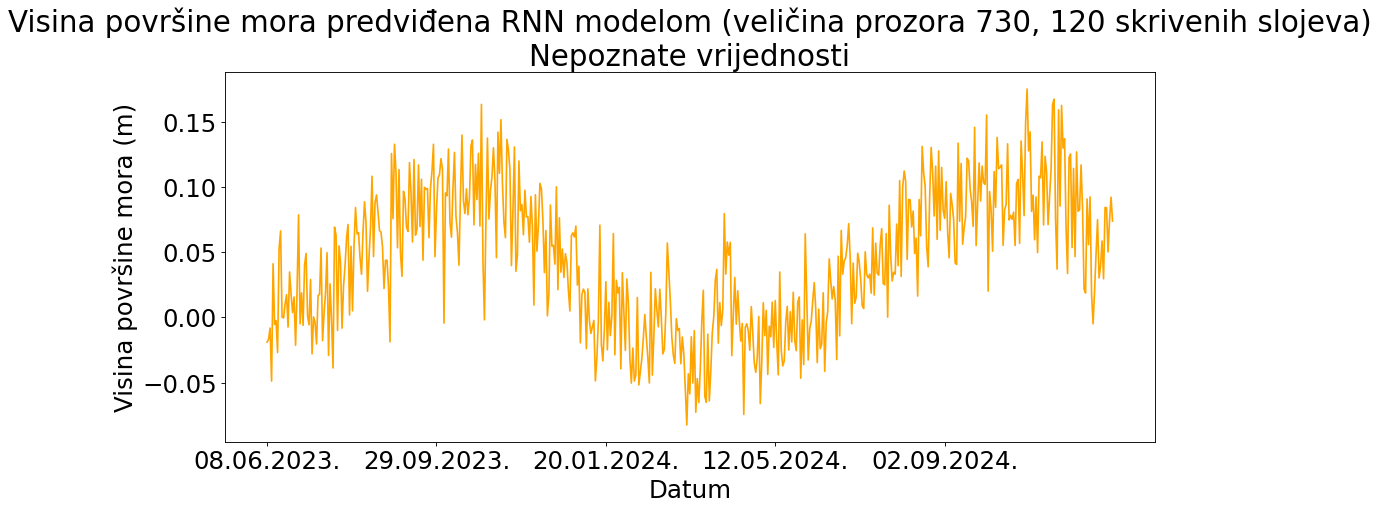 Visina površine mora predviđena RNN modelom (veličina prozora 730, 120 skrivenih slojeva)
Nepoznate vrijednosti
Visina površine mora (m)
0.15
0.10
0.05
0.00
−0.05
08.06.2023. 29.09.2023. 20.01.2024. 12.05.2024. 02.09.2024.
Datum